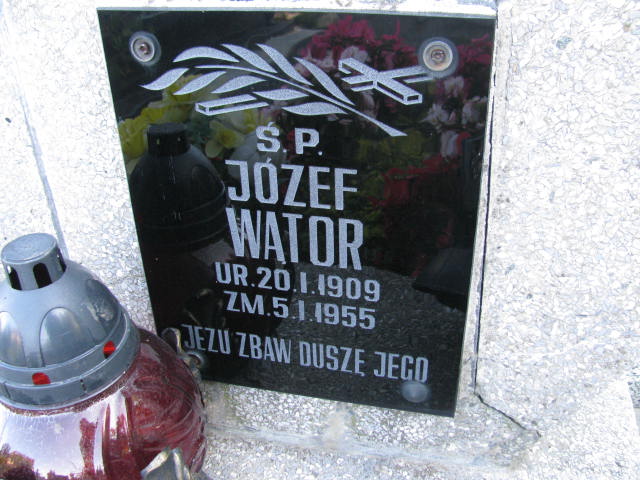 Ś.P.
JÓZEF
WĄTOR
UR.20.I.1909
ZM.5.I.1955
JEZU ZBAW DUSZĘ JEGO